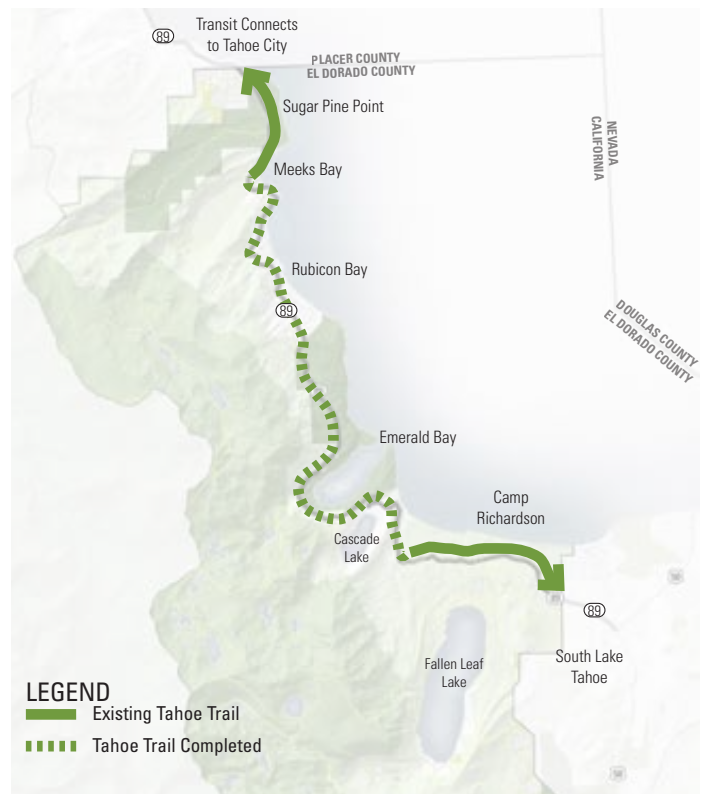 Transit Connects
to Tahoe City
89
PLACER COUNTY
EL DORADO COUNTY
Sugar Pine Point
NEVADA
CALIFORNIA
Meeks Bay
Rubicon Bay
89
DOUGLAS COUNTY
EL DORADO COUNTY
Emerald Bay
Camp
Richardson
Cascade
Lake
89
Fallen Leaf
Lake
South Lake
Tahoe
LEGEND
Existing Tahoe Trail
Tahoe Trail Completed